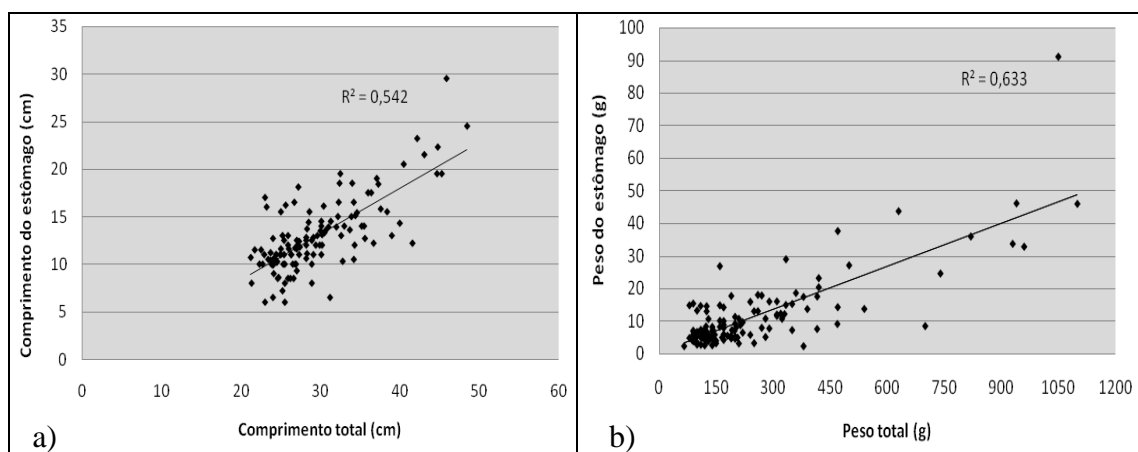 35
30
25
20
15
10
5
0
Comprimento do estômago (cm)
R² = 0,542
0 10 20 30 40 50 60
Comprimento total (cm)
a)
100
90
80
70
60
50
40
30
20
10
0
Peso do estômago (g)
R² = 0,633
0 150 300 450 600 750 900 1050 1200
Peso total (g)
b)